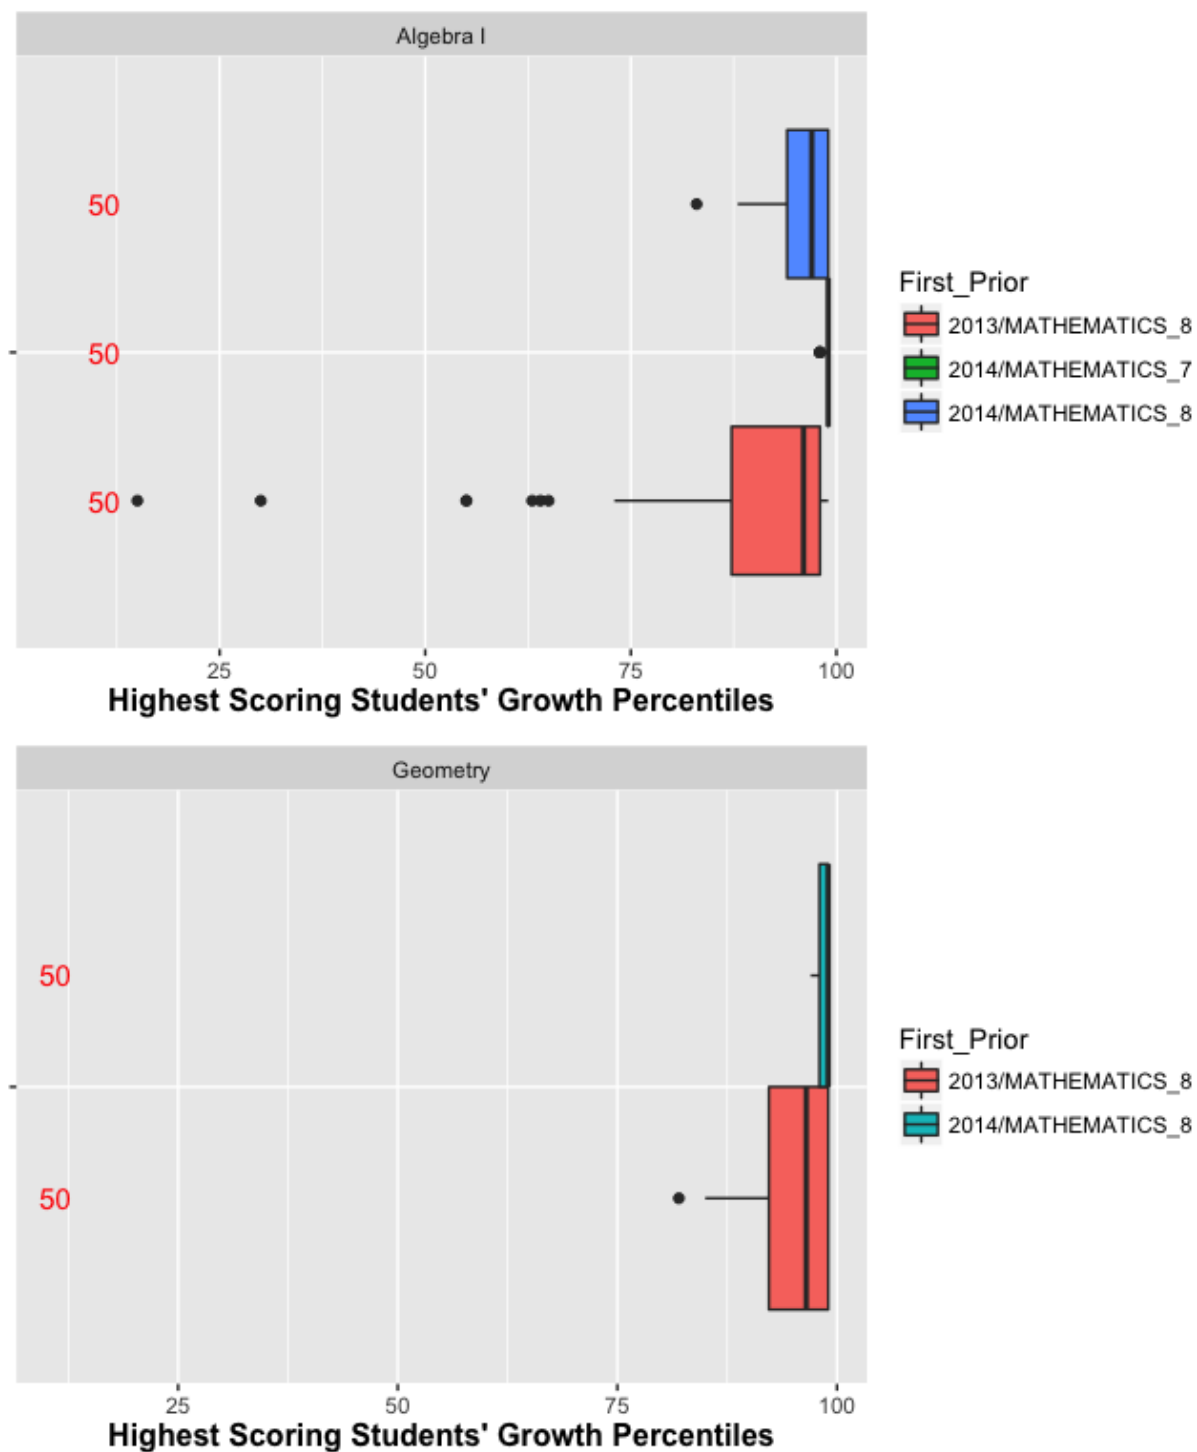 Algebra I
50
50
50
25 50 75 100
Highest Scoring Students' Growth Percentiles
First_Prior
2013/MATHEMATICS_8
2014/MATHEMATICS_7
2014/MATHEMATICS_8
Geometry
50
50
25 50 75 100
Highest Scoring Students' Growth Percentiles
First_Prior
2013/MATHEMATICS_8
2014/MATHEMATICS_8